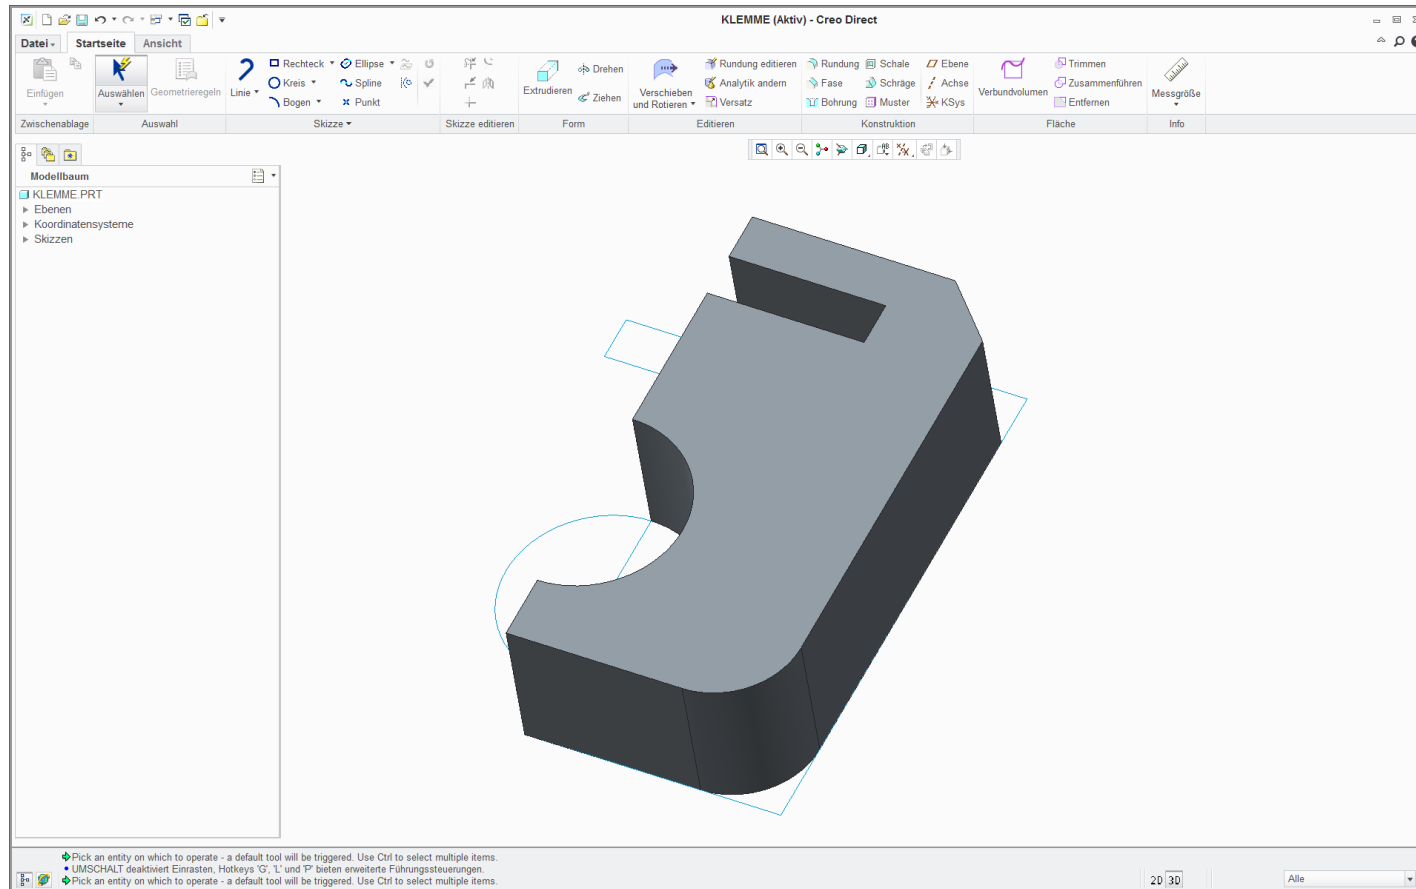 KLEMME (Aktiv) - Creo Direct
Datei Startseite Ansicht
Einfügen
Zwischenablage
Auswählen Geometrieregeln
Auswahl
Linie
Rechteck Ellipse
Kreis Spline
Bogen Punkt
Skizze
Skizze editieren
Extrudieren
Drehen
Ziehen
Form
Verschieben
und Rotieren
Rundung editieren
Analytik andern
Versatz
Editieren
Rundung Schale Ebene
Fase Schräge Achse
Bohrung Muster KSys
Konstruktion
Verbundvolumen
Trimmen
Zusammenführen
Entfernen
Fläche
Messgröße
Info
Modellbaum
KLEMME.PRT
Ebenen
Koordinatensysteme
Skizzen
Pick an entity on which to operate - a default tool will be triggered. Use Ctrl to select multiple items.
UMSCHALT deaktiviert Einrasten, Hotkeys 'G', 'L' und 'P' bieten erweiterte Führungssteuerungen.
Pick an entity on which to operate - a default tool will be triggered. Use Ctrl to select multiple items.
2D 3D
Alle